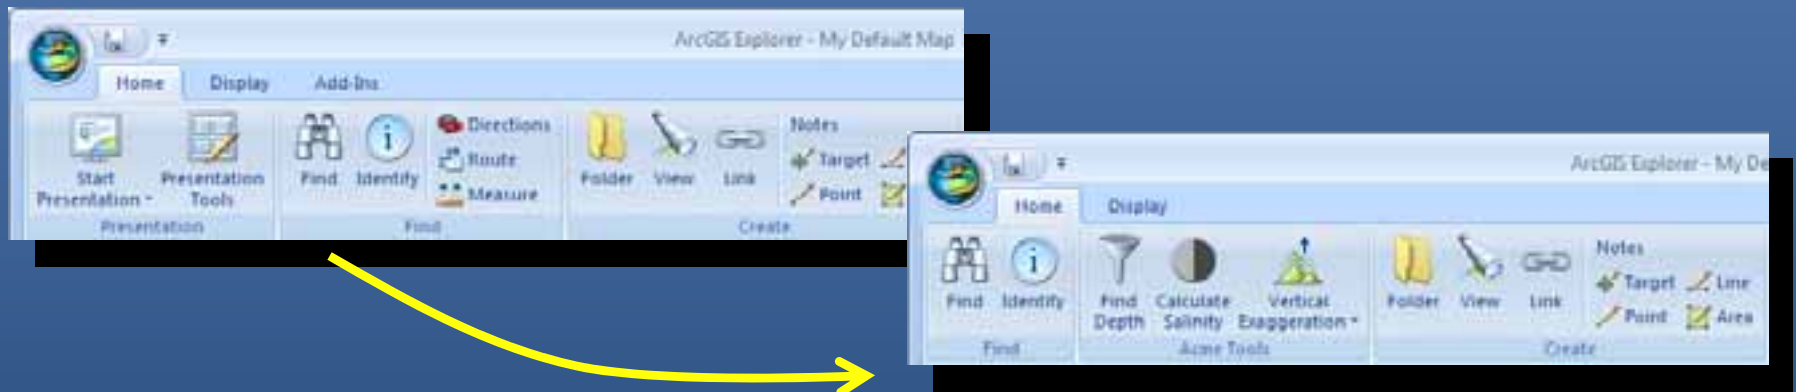 ArcGIS Explorer - My Default Map
Home Display Add-Ins
Start Presentation Presentation Tools
Presentation
Find Identify
Directions
Route
Measure
Find
Folder View Link
Notes
Target
Point
Create
ArcGIS Explorer - My De
Home Display
Find Identify
Find
Find Depth Calculate Salinity Vertical Exaggeration
Acme Tools
Folder View Link
Notes
Target Line
Point Area
Create